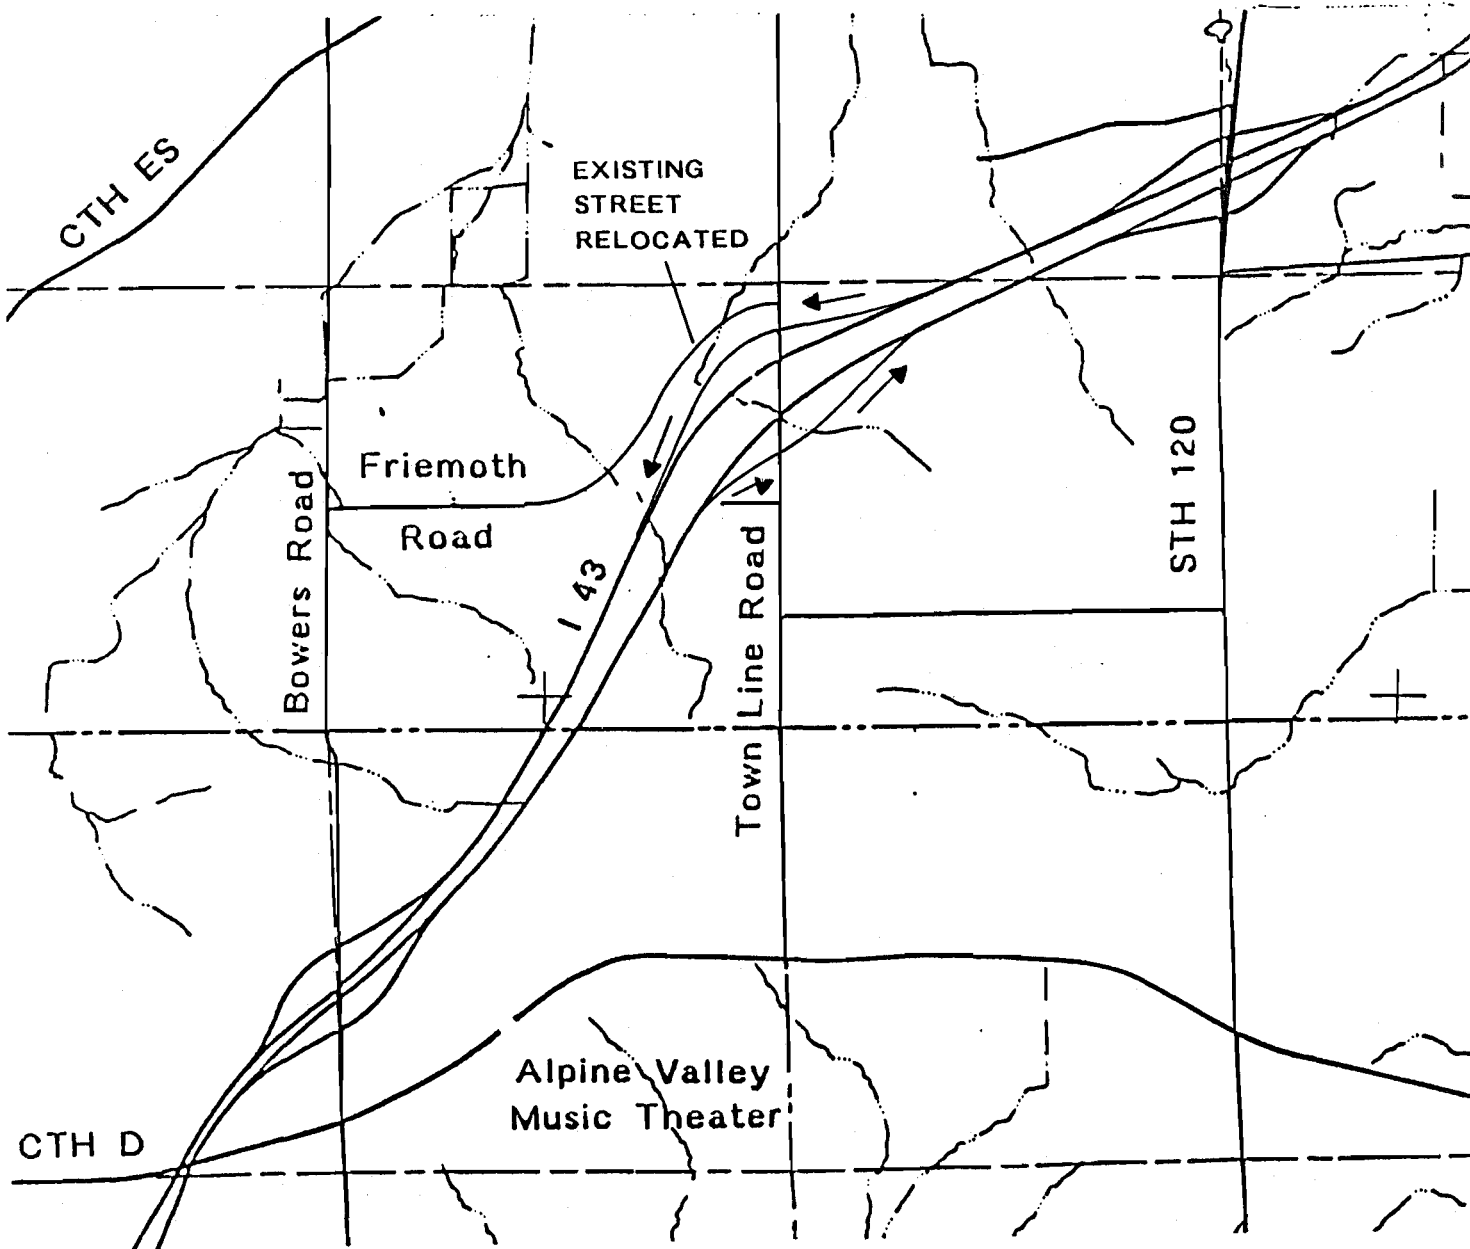 CTH ES
EXISTING
STREET
RELOCATED
Friemoth
Road
Bowers Road
I 43
Town Line Road
STH 120
Alpine Valley
Music Theater
CTH D